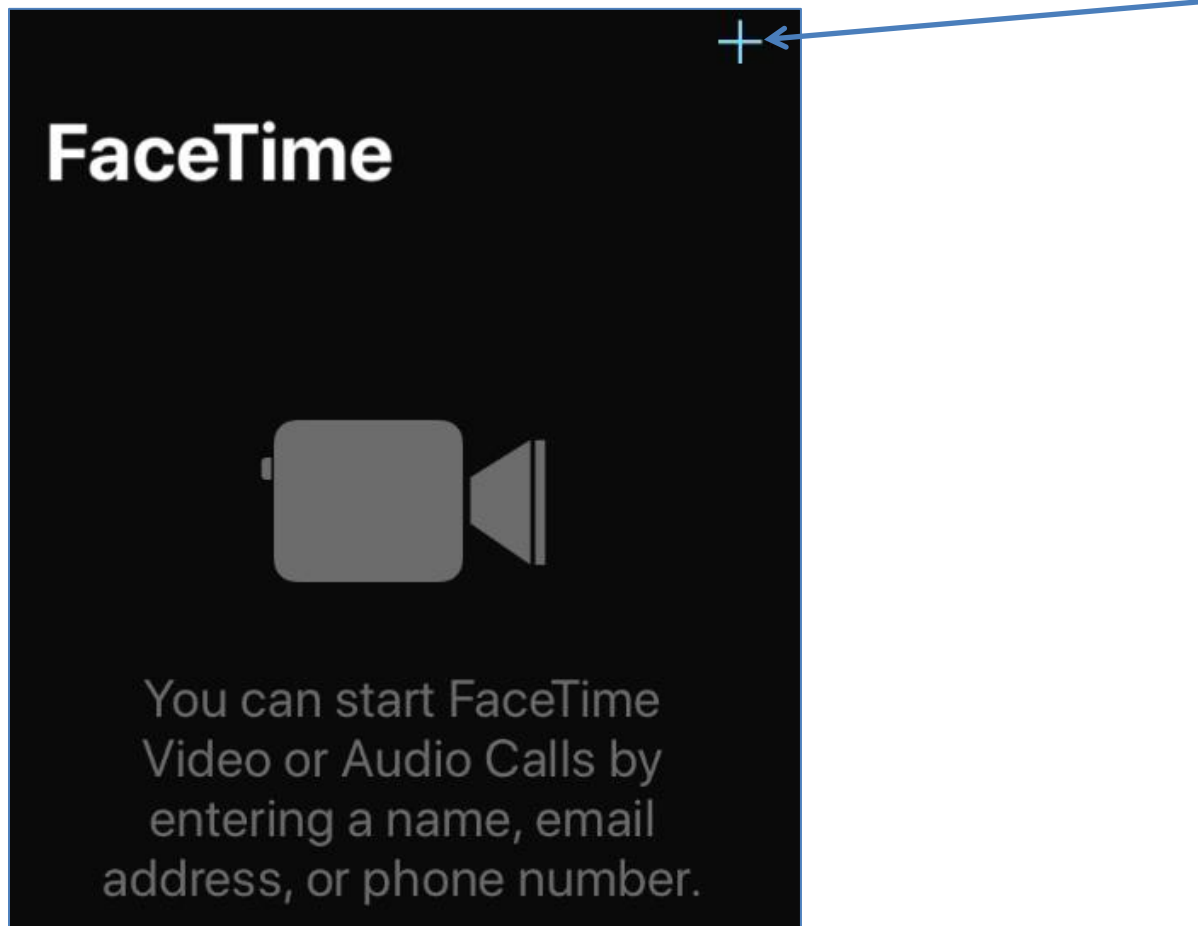 FaceTime
You can start FaceTime
Video or Audio Calls by
entering a name, email
address, or phone number.